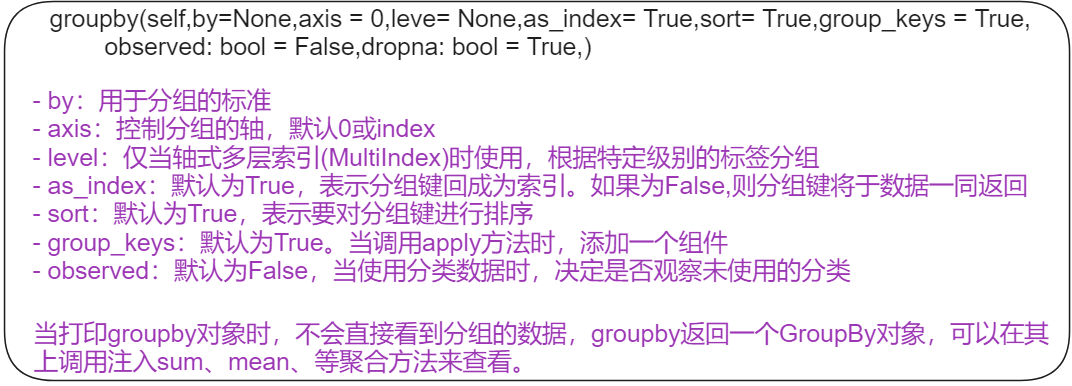 groupby(self,by=None,axis = 0,leve= None,as_index= True,sort= True,group_keys = True,
observed: bool = False,dropna: bool = True,)
- by：用于分组的标准
- axis：控制分组的轴，默认0或index
- level：仅当轴式多层索引(MultiIndex)时使用，根据特定级别的标签分组
- as_index：默认为True，表示分组键回成为索引。如果为False,则分组键将于数据一同返回
- sort：默认为True，表示要对分组键进行排序
- group_keys：默认为True。当调用apply方法时，添加一个组件
- observed：默认为False，当使用分类数据时，决定是否观察未使用的分类
当打印groupby对象时，不会直接看到分组的数据，groupby返回一个GroupBy对象，可以在其
上调用注入sum、mean、等聚合方法来查看。